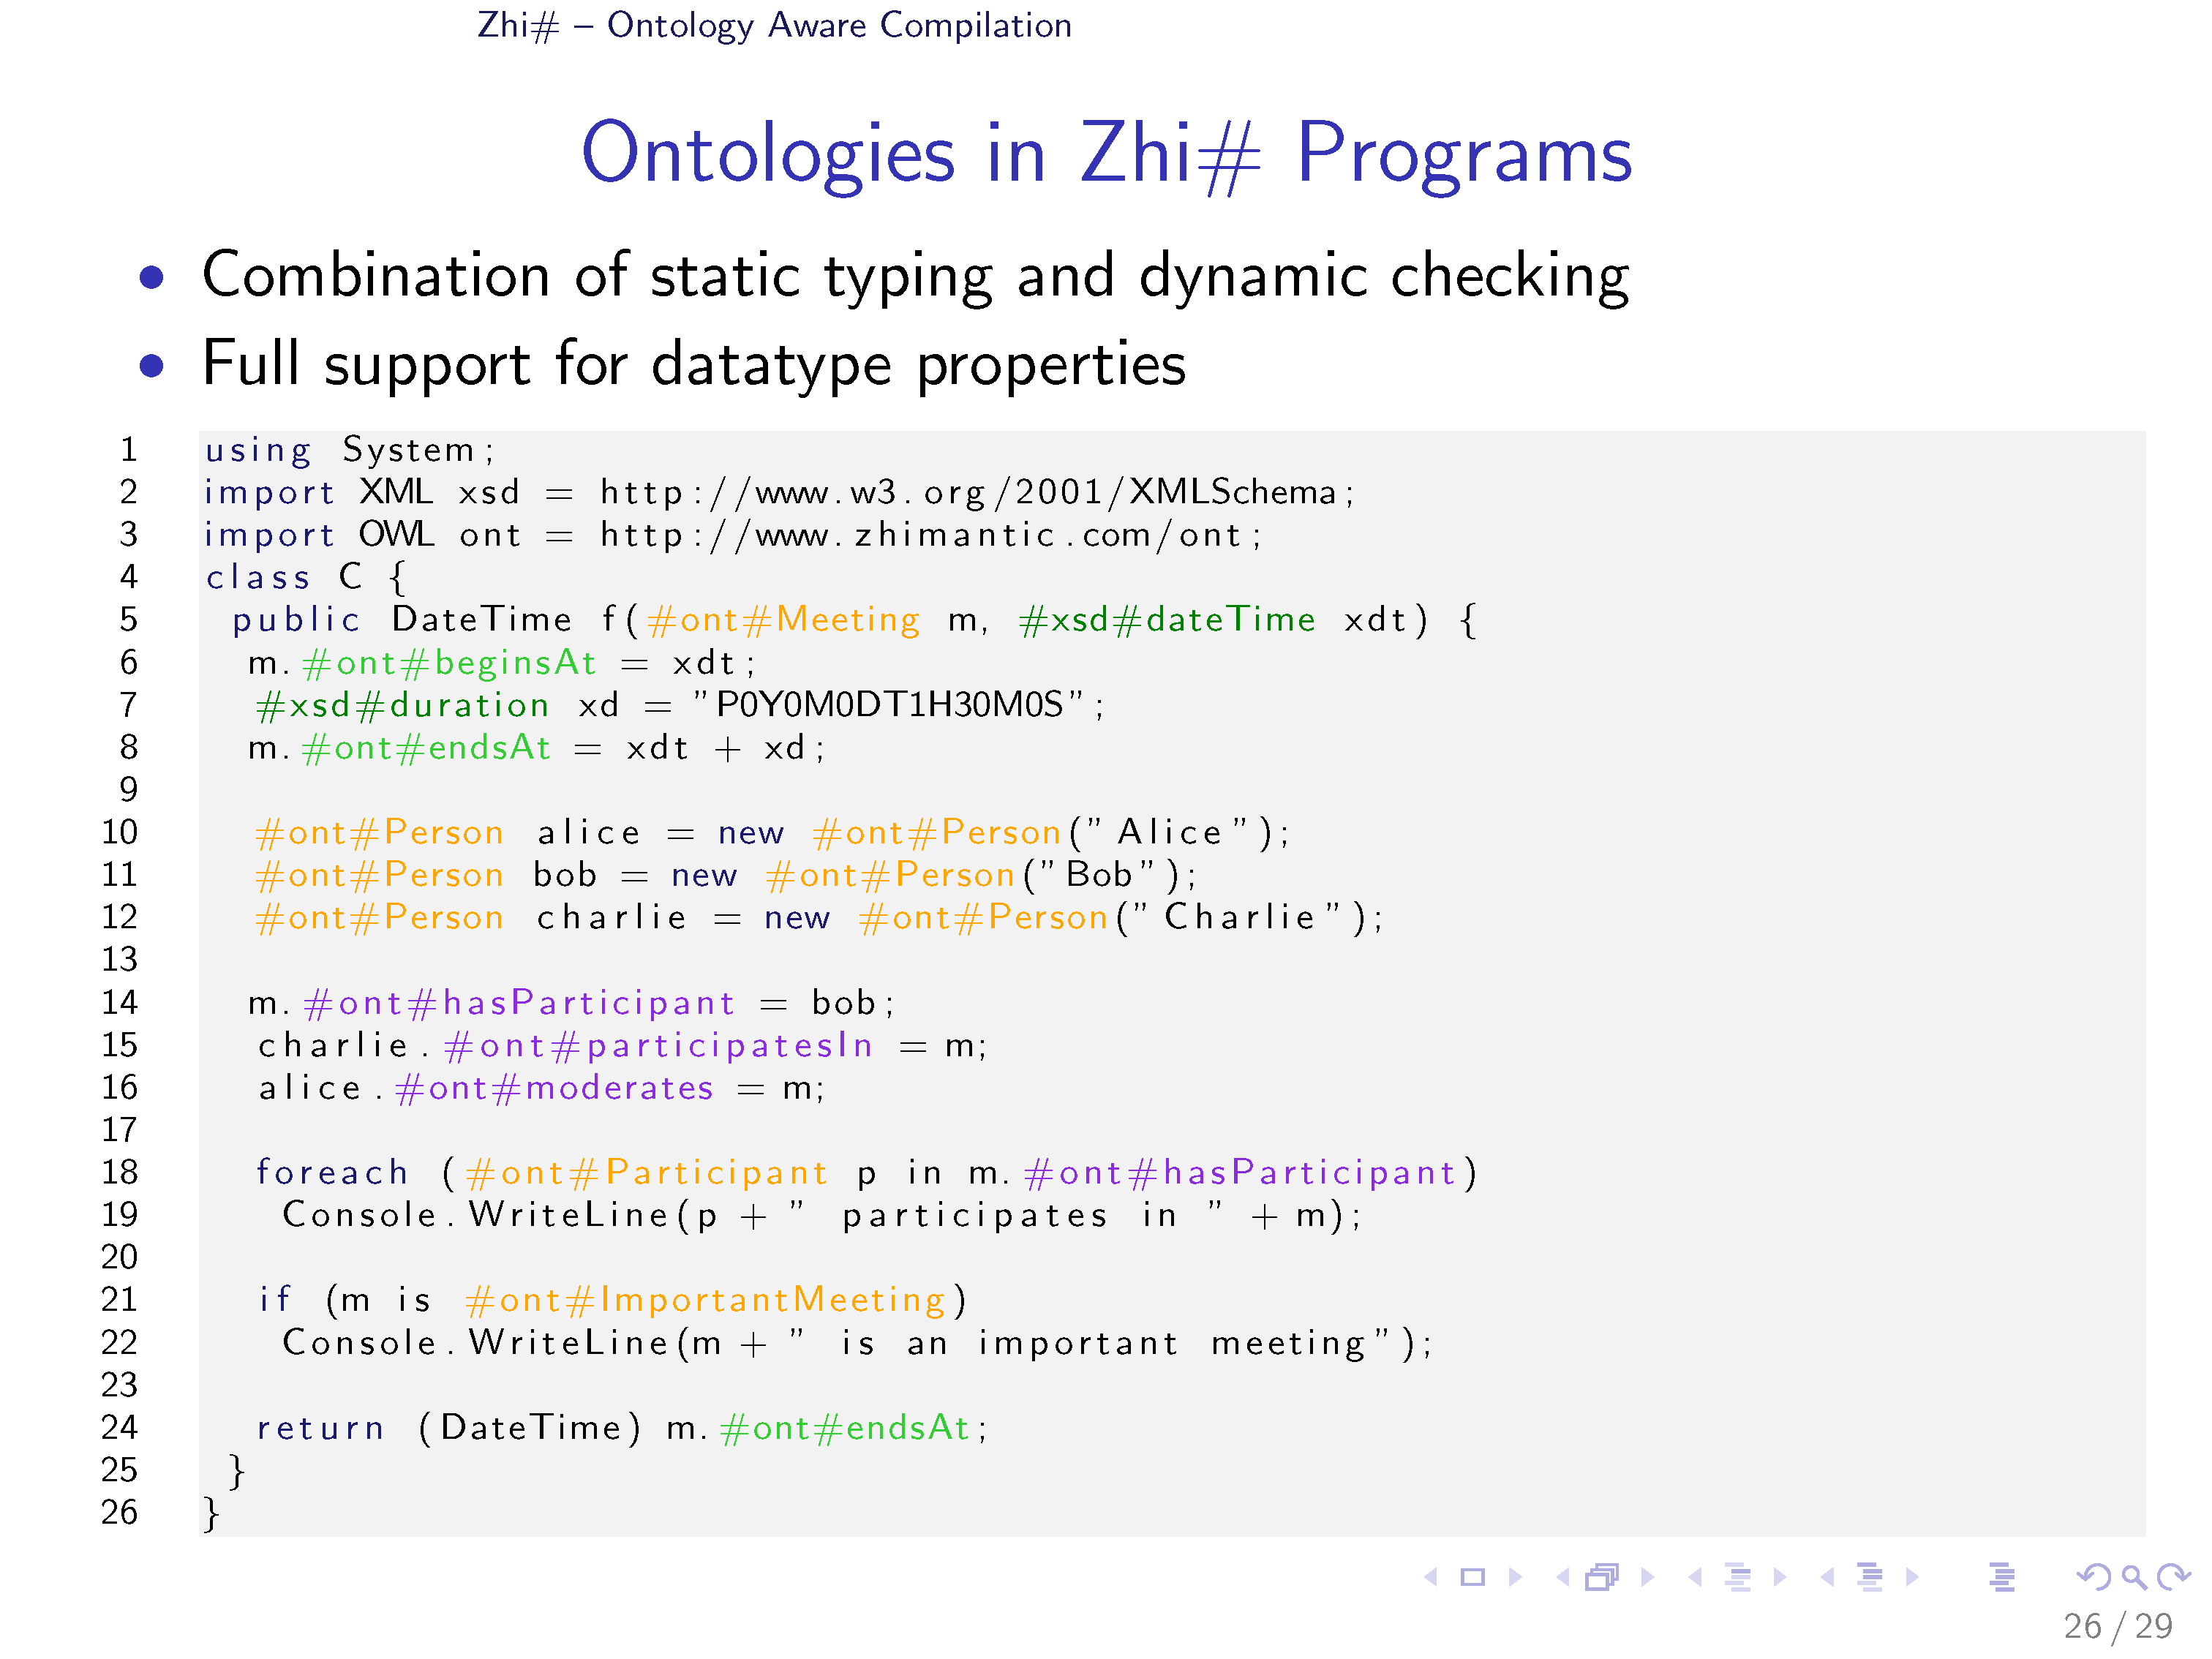 Zhi# – Ontology Aware Compilation
Ontologies in Zhi# Programs
• Combination of static typing and dynamic checking
• Full support for datatype properties
1 using System;
2 import XML xsd = http://www.w3.org/2001/XMLSchema;
3 import OWL ont = http://www.zhimantic.com/ont;
4 class C {
5 public DateTime f(#ont#Meeting m, #xsd#dateTime xdt) {
6 m.#ont#beginsAt = xdt;
7 #xsd#duration xd = "P0Y0M0DT1H30M0S";
8 m.#ont#endsAt = xdt + xd;
9
10 #ont#Person alice = new #ont#Person("Alice");
11 #ont#Person bob = new #ont#Person("Bob");
12 #ont#Person charlie = new #ont#Person("Charlie");
13
14 m.#ont#hasParticipant = bob;
15 charlie.#ont#participatesIn = m;
16 alice.#ont#moderates = m;
17
18 foreach (#ont#Participant p in m.#ont#hasParticipant)
19 Console.WriteLine(p + " participates in " + m);
20
21 if (m is #ont#ImportantMeeting)
22 Console.WriteLine(m + " is an important meeting");
23
24 return (DateTime) m.#ont#endsAt;
25 }
26 }
26 / 29